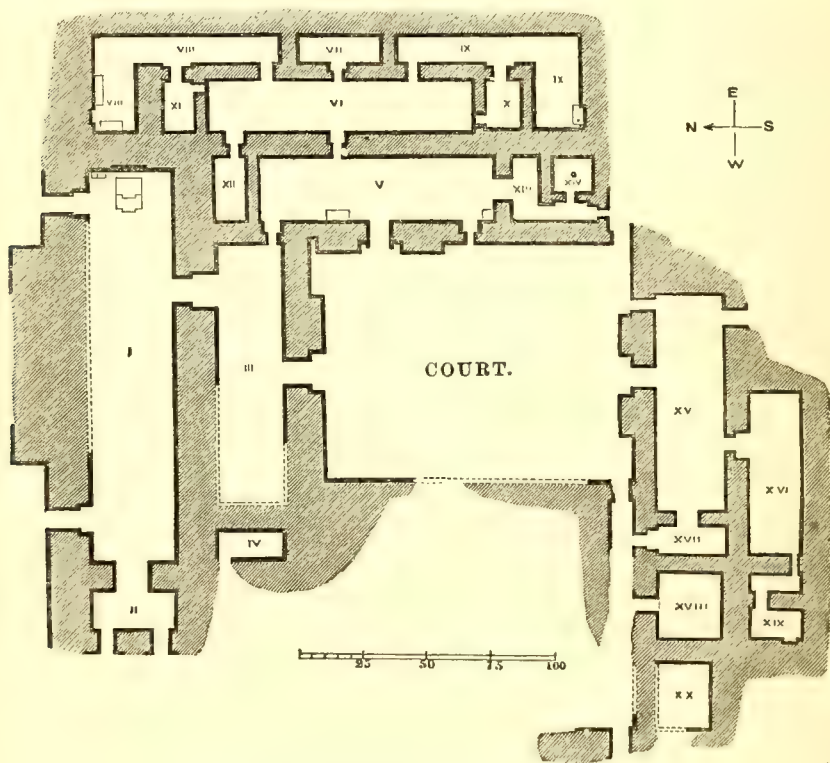 VIII VII IX
VIII XI VI X IX
E
N S
W
XII V XIII XIV
I III COURT. XV
XVI
IV XVII
II XVIII XIX
25 50 75 100
XX